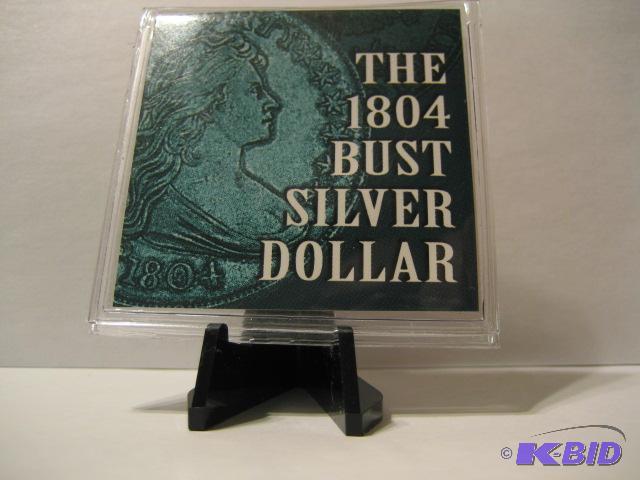 THE
1804
BUST
SILVER
DOLLAR
1804
© K-BID